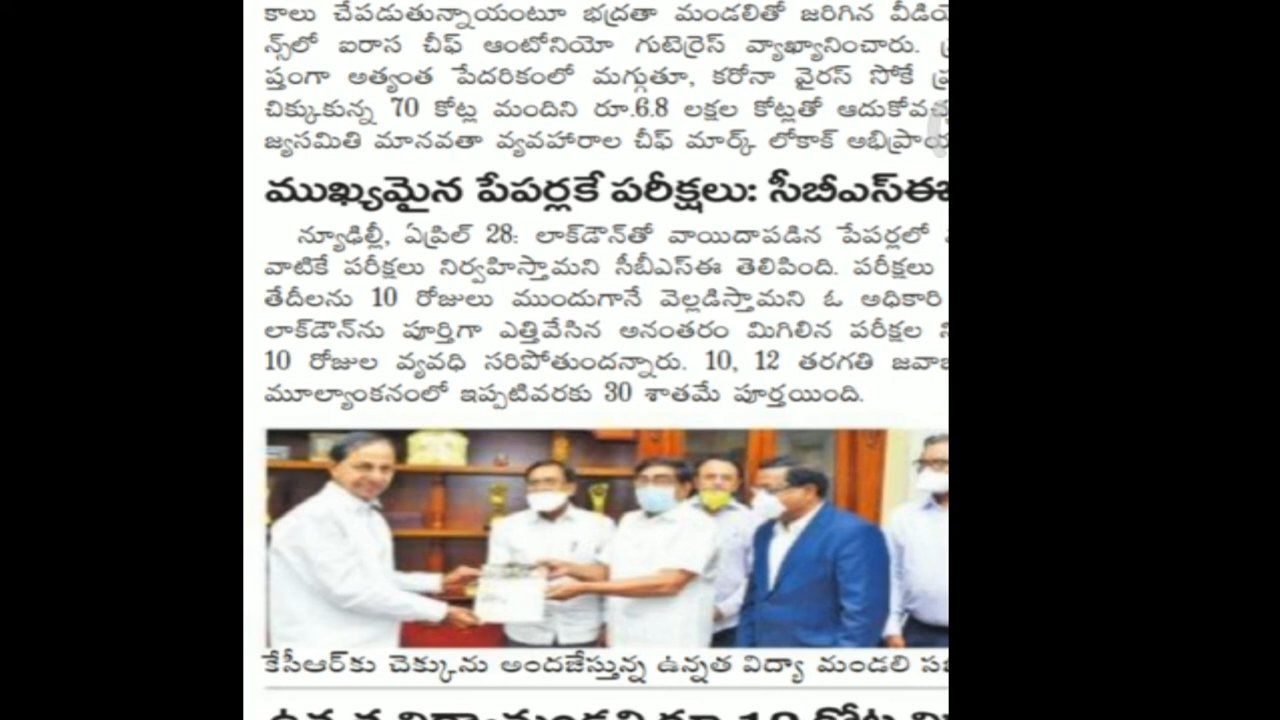 కాలు చేపడుతున్నాయంటూ భద్రతా మండలితో జరిగిన
న్స్‌లో ఐరాస చీఫ్ ఆంటోనియో గుటెర్రెస్ వ్యాఖ్యానించారు.
ష్తంగా అత్యంత పేదరికంలో మగ్గుతూ, కరోనా వైరస్ సోకే
చిక్కుకున్న 70 కోట్ల మందిని రూ.6.8 లక్షల కోట్లతో
జ్యసమితి మానవతా వ్యవహారాల చీఫ్ మార్క్ లోకాక్
ముఖ్యమైన పేపర్లకే పరీక్షలు: సీబీఎస్ఈ
న్యూఢిల్లీ, ఏప్రిల్ 28: లాక్‌డౌన్‌తో వాయిదాపడిన పేపర్లలో
వాటికే పరీక్షలు నిర్వహిస్తామని సీబీఎస్ఈ తెలిపింది. పరీక్షలు
తేదీలను 10 రోజులు ముందుగానే వెల్లడిస్తామని ఓ అధికారి
లాక్‌డౌన్‌ను పూర్తిగా ఎత్తివేసిన అనంతరం మిగిలిన పరీక్షల
10 రోజుల వ్యవధి సరిపోతుందన్నారు. 10, 12 తరగతి
మూల్యాంకనంలో ఇప్పటివరకు 30 శాతమే పూర్తయింది.
కేసీఆర్‌కు చెక్కును అందజేస్తున్న ఉన్నత విద్యా మండలి